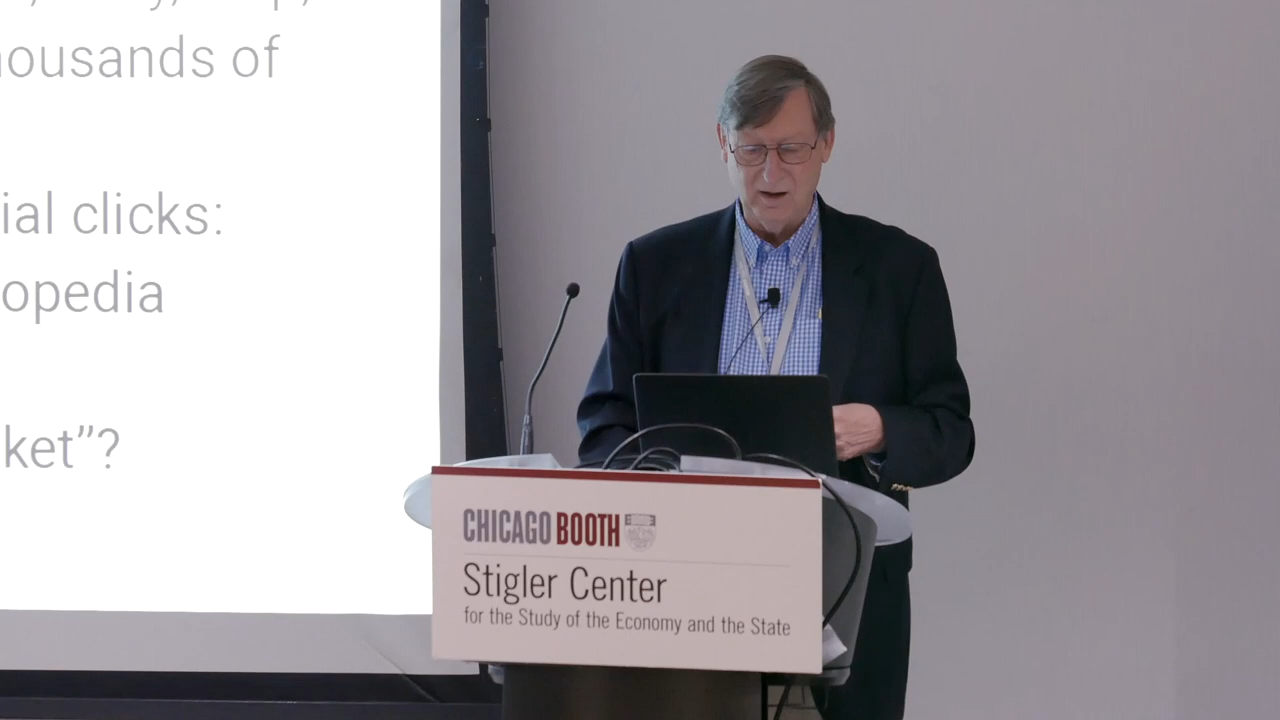 housands of
ial clicks:
opedia
ket”?
CHICAGO BOOTH
Stigler Center
for the Study of the Economy and the State